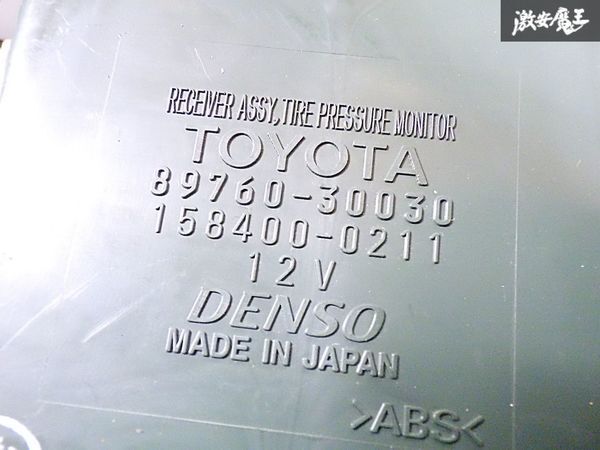 激安魔王
RECEIVER ASSY, TIRE PRESSURE MONITOR
TOYOTA
89760-30030
158400-0211
12V
DENSO
MADE IN JAPAN
>ABS<